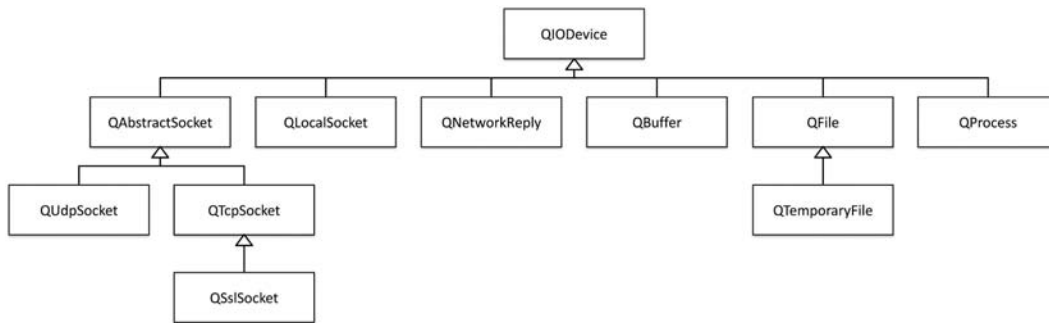 QIODevice
QAbstractSocket
QLocalSocket
QNetworkReply
QBuffer
QFile
QProcess
QUdpSocket
QTcpSocket
QTemporaryFile
QSslSocket